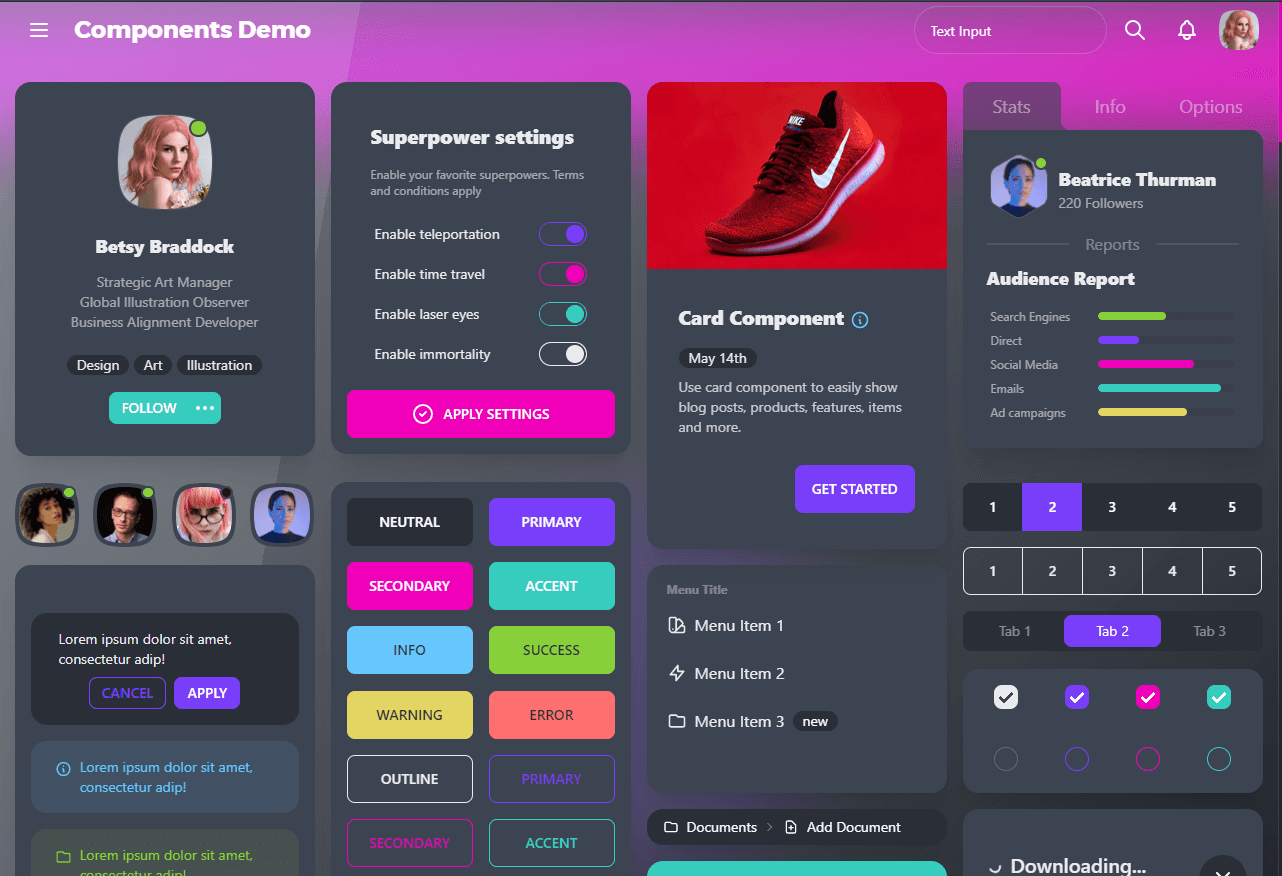 Components Demo
Text Input
Betsy Braddock
Strategic Art Manager
Global Illustration Observer
Business Alignment Developer
Design
Art
Illustration
FOLLOW
Lorem ipsum dolor sit amet,
consectetur adip!
CANCEL
APPLY
Lorem ipsum dolor sit amet,
consectetur adip!
Lorem ipsum dolor sit amet,
consectetur adip!
Superpower settings
Enable your favorite superpowers. Terms
and conditions apply
Enable teleportation
Enable time travel
Enable laser eyes
Enable immortality
APPLY SETTINGS
NEUTRAL
PRIMARY
SECONDARY
ACCENT
INFO
SUCCESS
WARNING
ERROR
OUTLINE
PRIMARY
SECONDARY
ACCENT
NIKE
Card Component
May 14th
Use card component to easily show
blog posts, products, features, items
and more.
GET STARTED
Menu Title
Menu Item 1
Menu Item 2
Menu Item 3 new
Documents
Add Document
Stats
Info
Options
Beatrice Thurman
220 Followers
Reports
Audience Report
Search Engines
Direct
Social Media
Emails
Ad campaigns
1 2 3 4 5
1 2 3 4 5
Tab 1
Tab 2
Tab 3
Downloading...